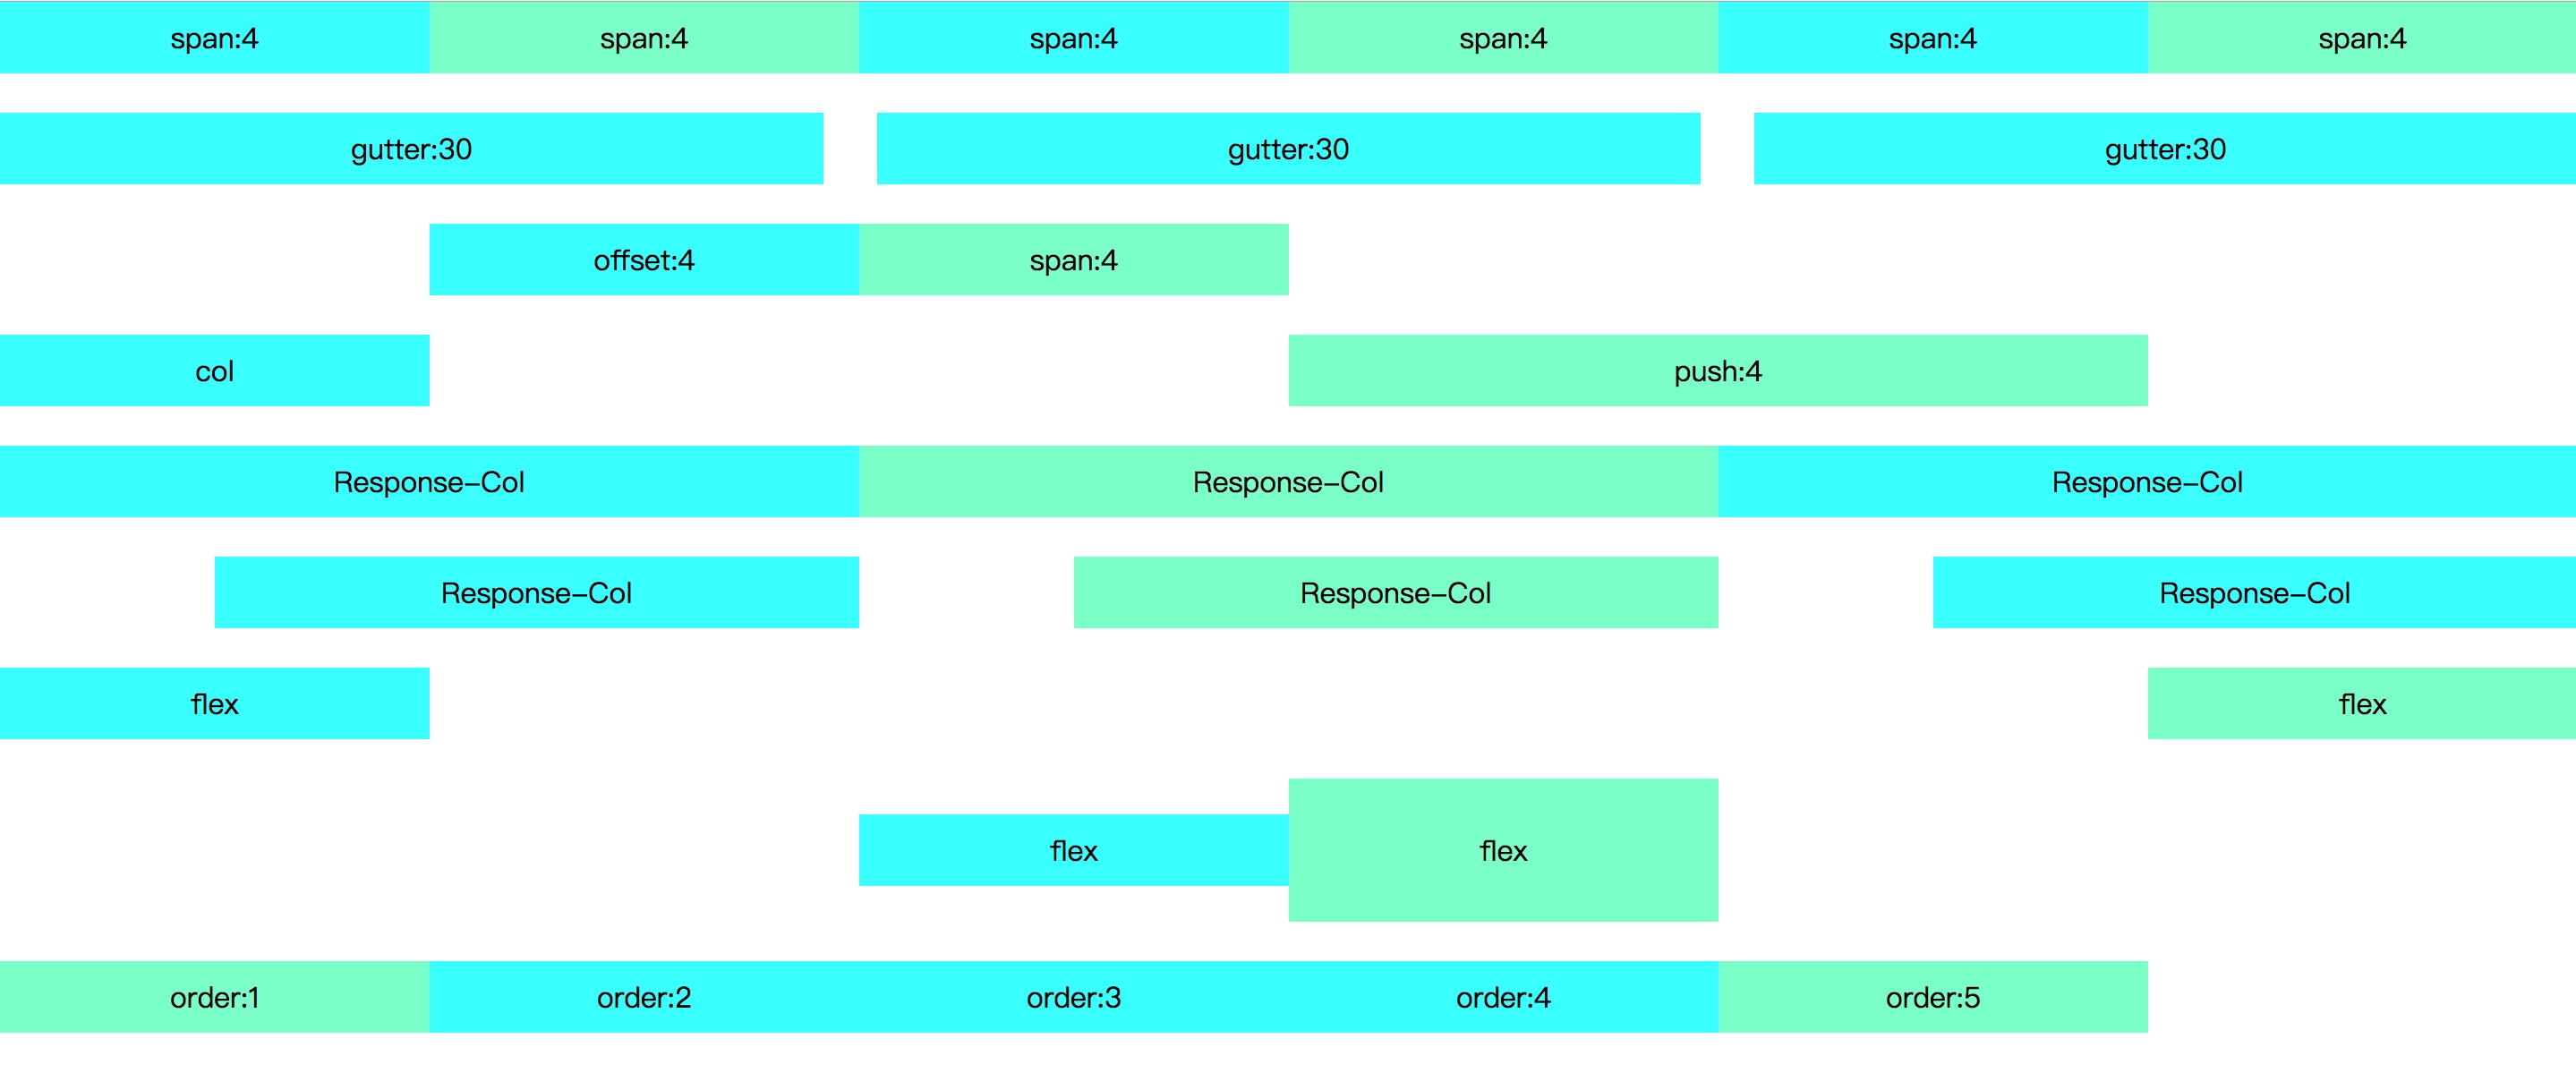 span:4 span:4 span:4 span:4 span:4 span:4
gutter:30 gutter:30 gutter:30
offset:4 span:4
col push:4
Response-Col Response-Col Response-Col
Response-Col Response-Col Response-Col
flex flex
flex flex
order:1 order:2 order:3 order:4 order:5